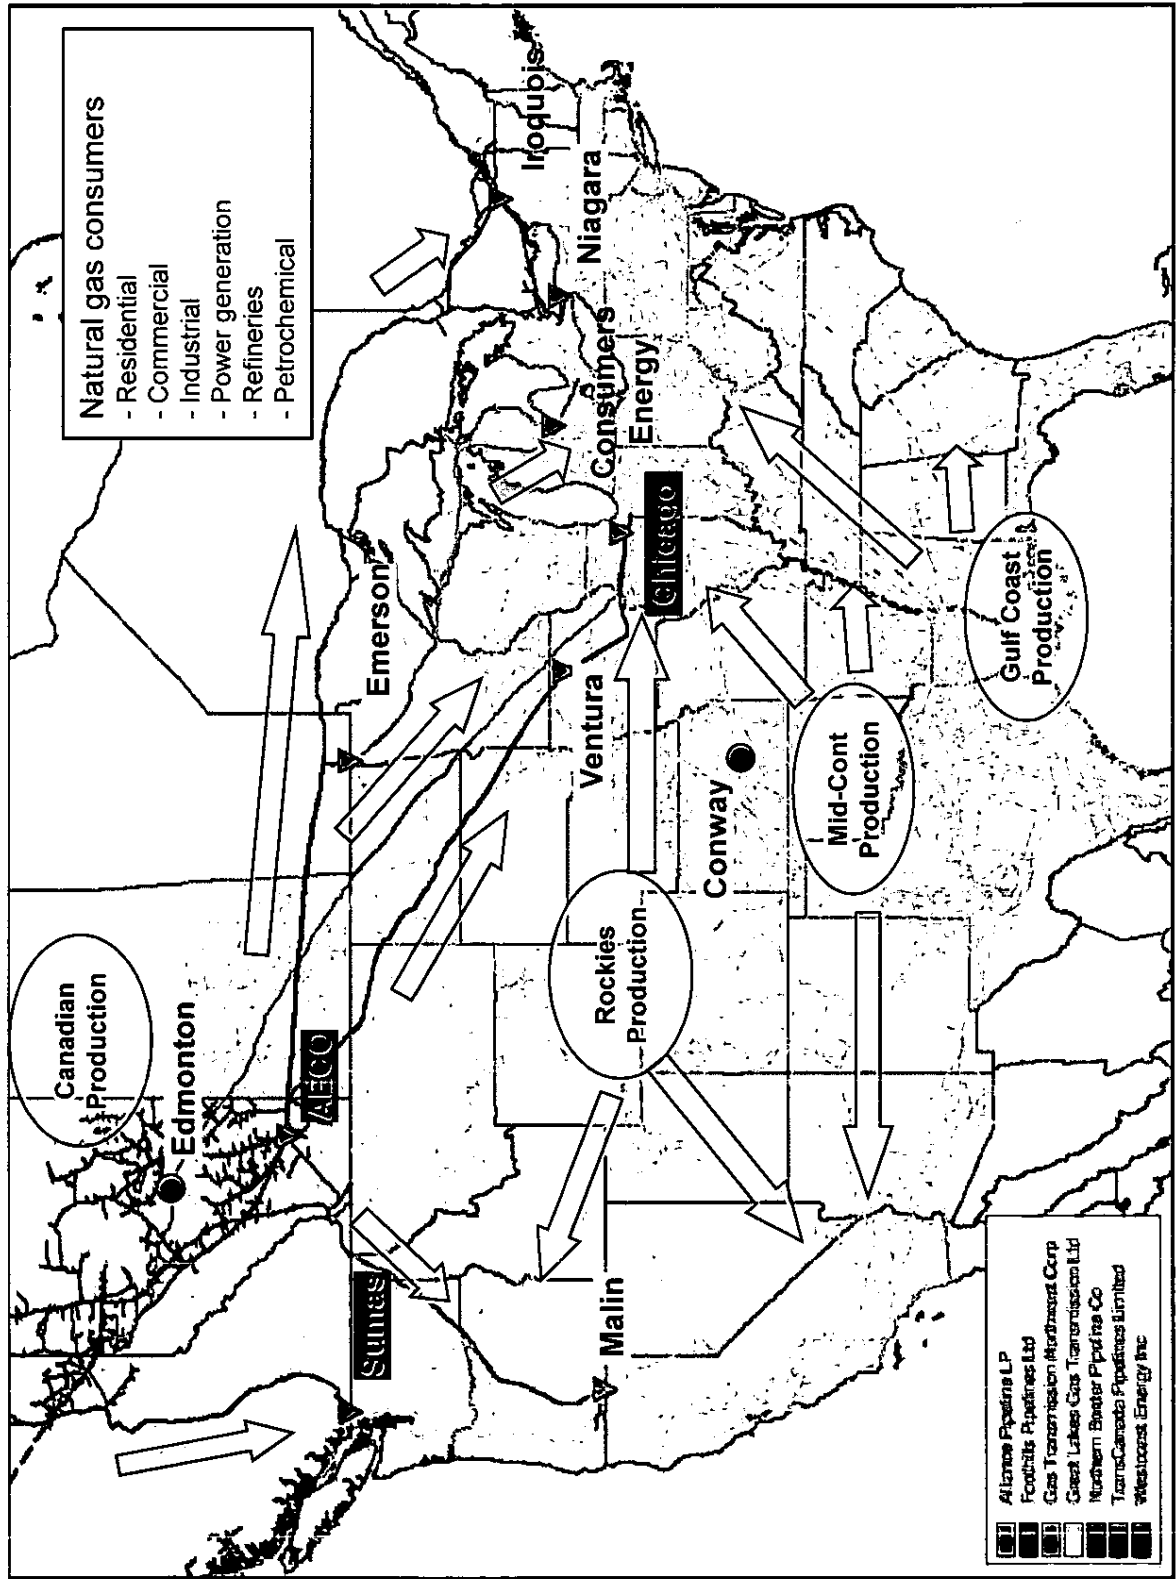 Natural gas consumers
- Residential
- Commercial
- Industrial
- Power generation
- Refineries
- Petrochemical
Canadian
Production
Edmonton
AECO
Sumas
Emerson
Iroquois
Niagara
Consumers
Energy
Chicago
Ventura
Malin
Rockies
Production
Conway
Mid-Cont
Production
Gulf Coast
Production
Alliance Pipeline LP
Foothills Pipelines Ltd
Gas Transmission Northwest Corp
Great Lakes Gas Transmission Ltd
Northern Border Pipeline Co
TransCanada Pipelines Limited
Westcoast Energy Inc